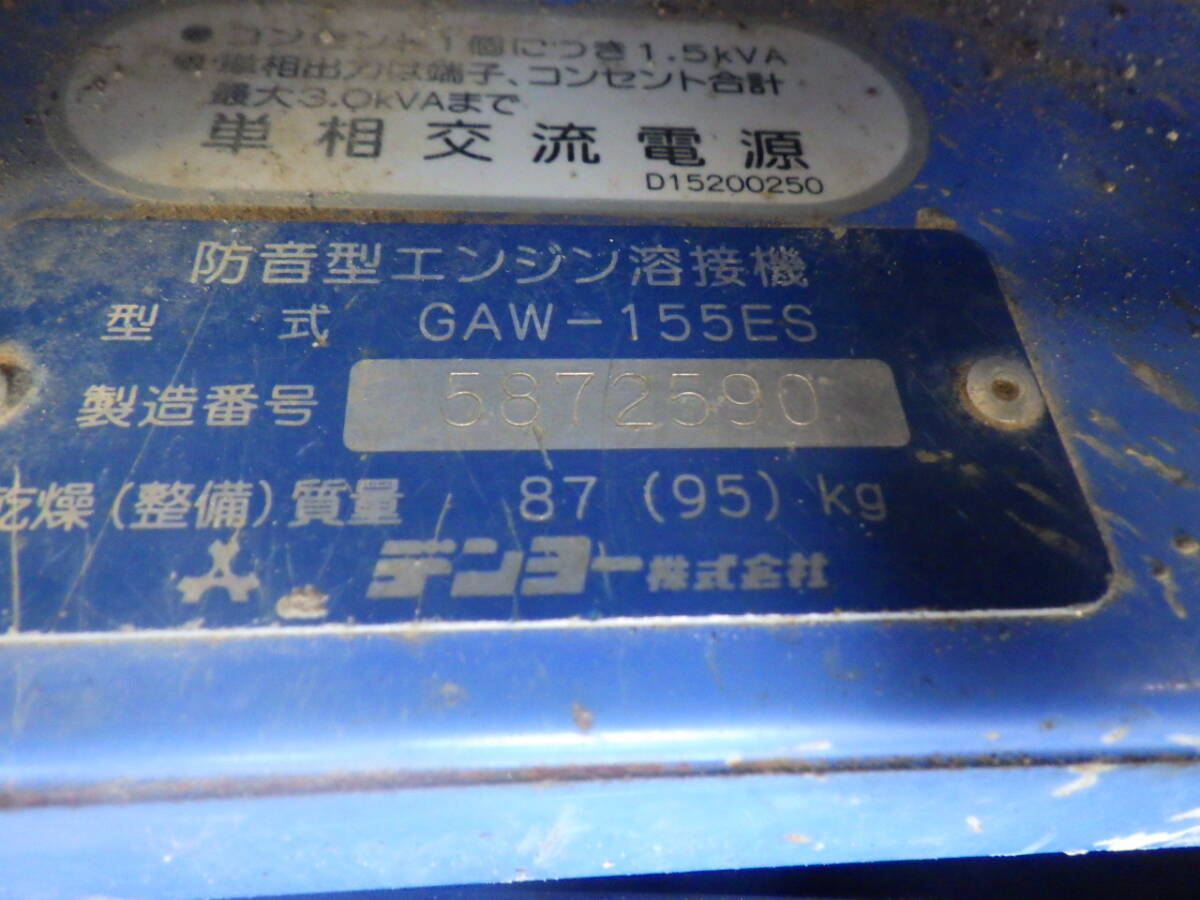 ●コンセント1個につき1.5kVA
単相出力は端子、コンセント合計
最大3.0kVAまで
単相交流電源
D15200250
防音型エンジン溶接機
型式 GAW-155ES
製造番号 5872590
乾燥(整備)質量 87 (95) kg
デンヨー株式会社